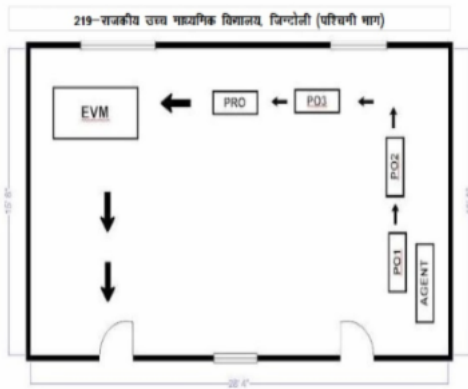 219-राजकीय उच्च माध्यमिक विद्यालय, जिन्दोली (पश्चिमी भाग)
EVM
PRO
PO3
PO2
PO1
AGENT